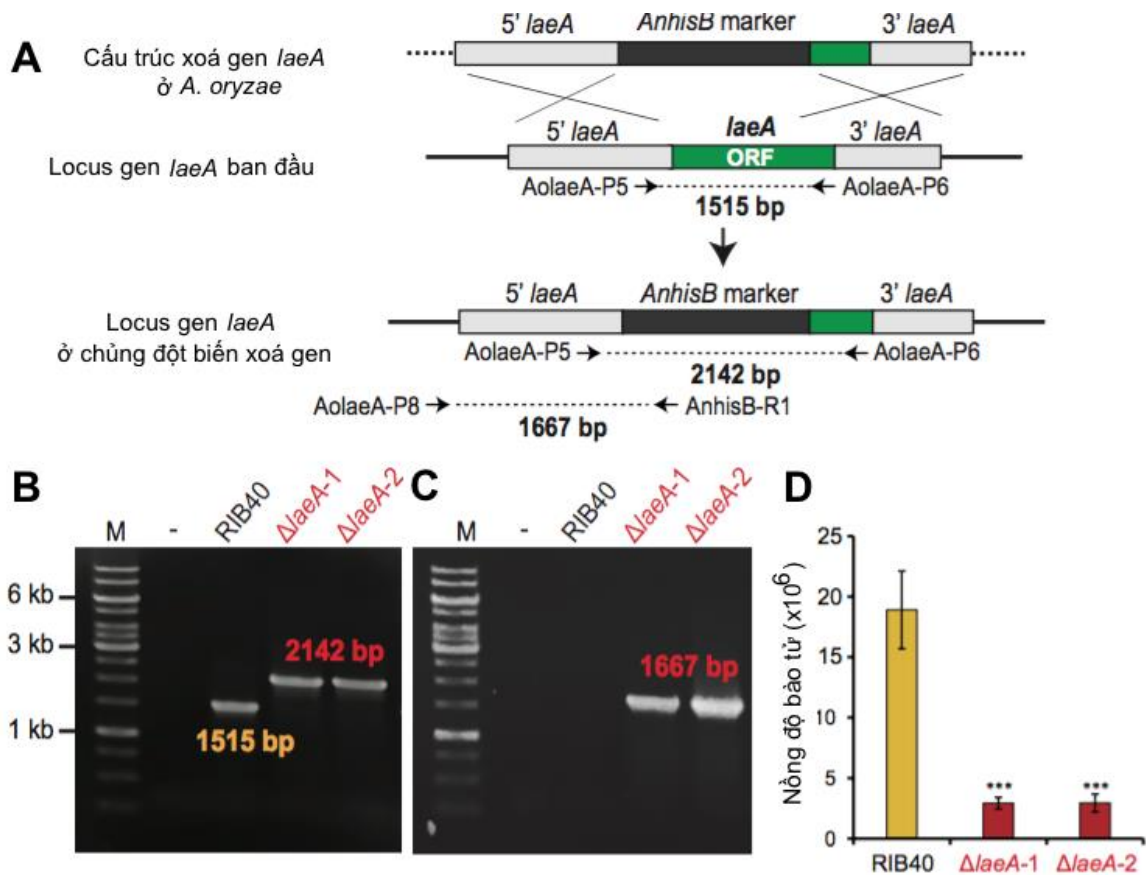 A
5' laeA AnhisB marker 3' laeA
Cấu trúc xoá gen laeA
ở A. oryzae
5' laeA laeA 3' laeA
ORF
Locus gen laeA ban đầu
AolaeA-P5 AolaeA-P6
1515 bp
5' laeA AnhisB marker 3' laeA
Locus gen laeA
ở chủng đột biến xoá gen
AolaeA-P5 AolaeA-P6
2142 bp
AolaeA-P8 AnhisB-R1
1667 bp
B
M - RIB40 ΔlaeA-1 ΔlaeA-2
6 kb
3 kb
1 kb
2142 bp
1515 bp
C
M - RIB40 ΔlaeA-1 ΔlaeA-2
1667 bp
D
Nồng độ bào tử (x10⁶)
25
20
15
10
5
0
*** ***
RIB40 ΔlaeA-1 ΔlaeA-2